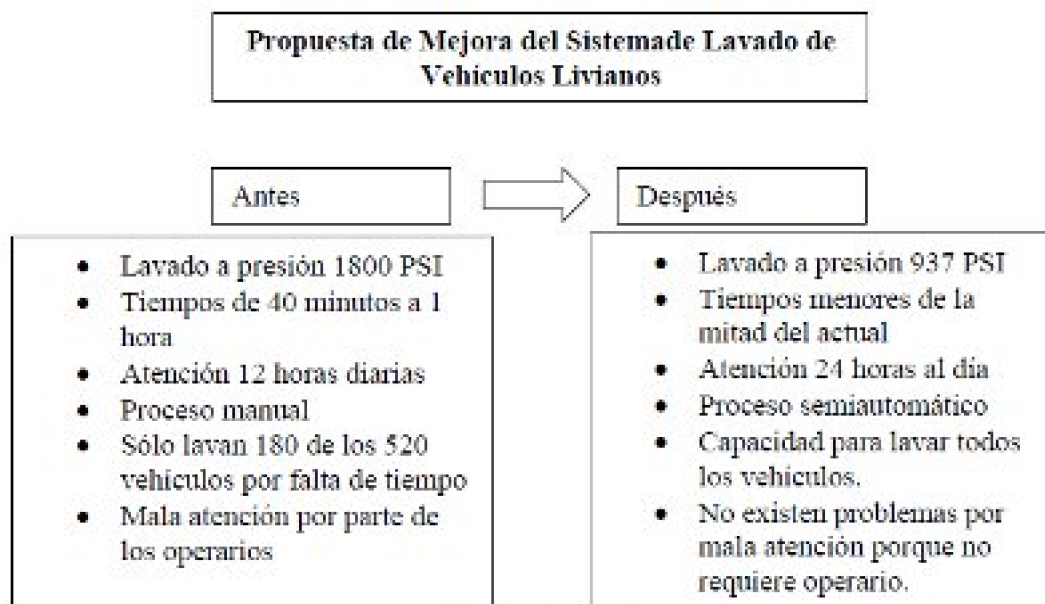 Propuesta de Mejora del Sistemade Lavado de
Vehículos Livianos
Antes
Después
• Lavado a presión 1800 PSI
• Tiempos de 40 minutos a 1
hora
• Atención 12 horas diarias
• Proceso manual
• Sólo lavan 180 de los 520
vehículos por falta de tiempo
• Mala atención por parte de
los operarios
• Lavado a presión 937 PSI
• Tiempos menores de la
mitad del actual
• Atención 24 horas al día
• Proceso semiautomático
• Capacidad para lavar todos
los vehículos.
• No existen problemas por
mala atención porque no
requiere operario.